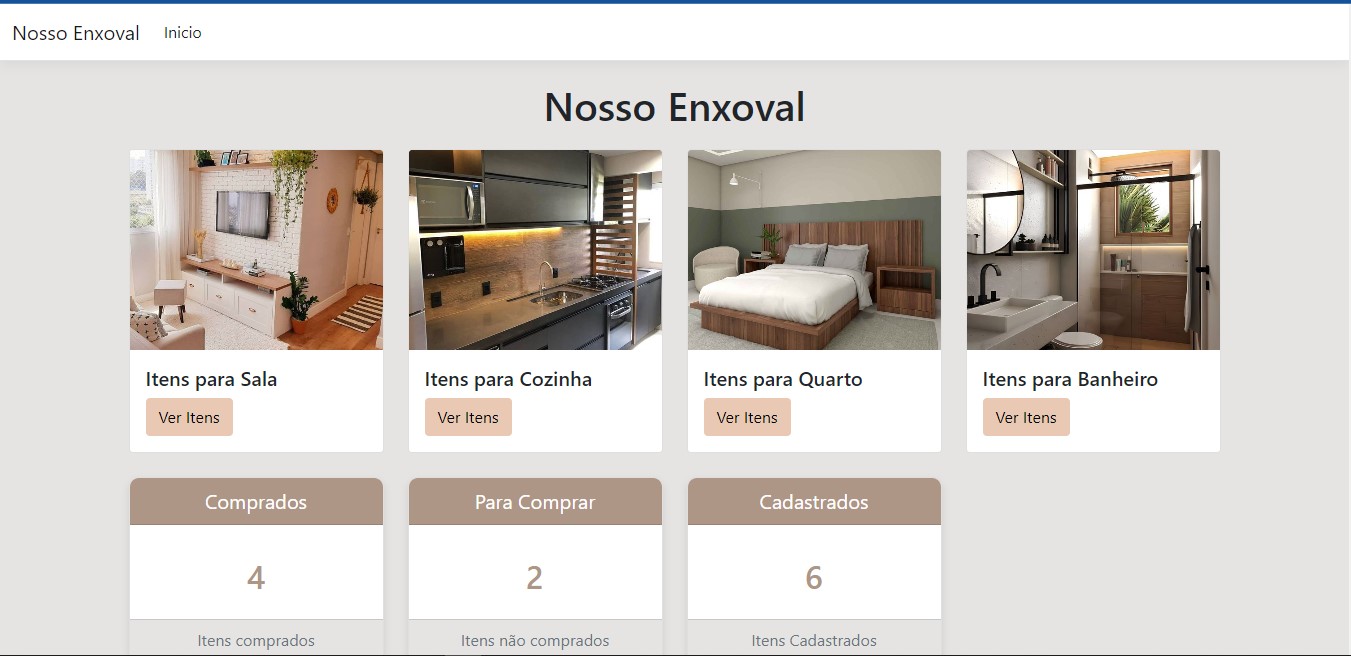 Nosso Enxoval Inicio
Nosso Enxoval
Itens para Sala
Ver Itens
Itens para Cozinha
Ver Itens
Itens para Quarto
Ver Itens
Itens para Banheiro
Ver Itens
Comprados
4
Itens comprados
Para Comprar
2
Itens não comprados
Cadastrados
6
Itens Cadastrados